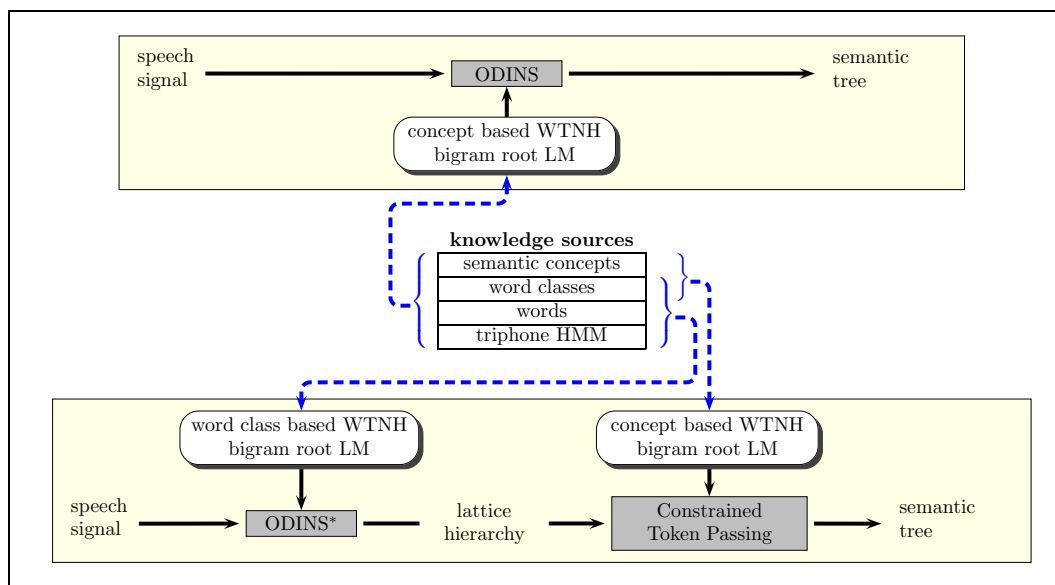 speech
signal
ODINS
semantic
tree
concept based WTNH
bigram root LM
knowledge sources
semantic concepts
word classes
words
triphone HMM
word class based WTNH
bigram root LM
concept based WTNH
bigram root LM
speech
signal
ODINS*
lattice
hierarchy
Constrained
Token Passing
semantic
tree